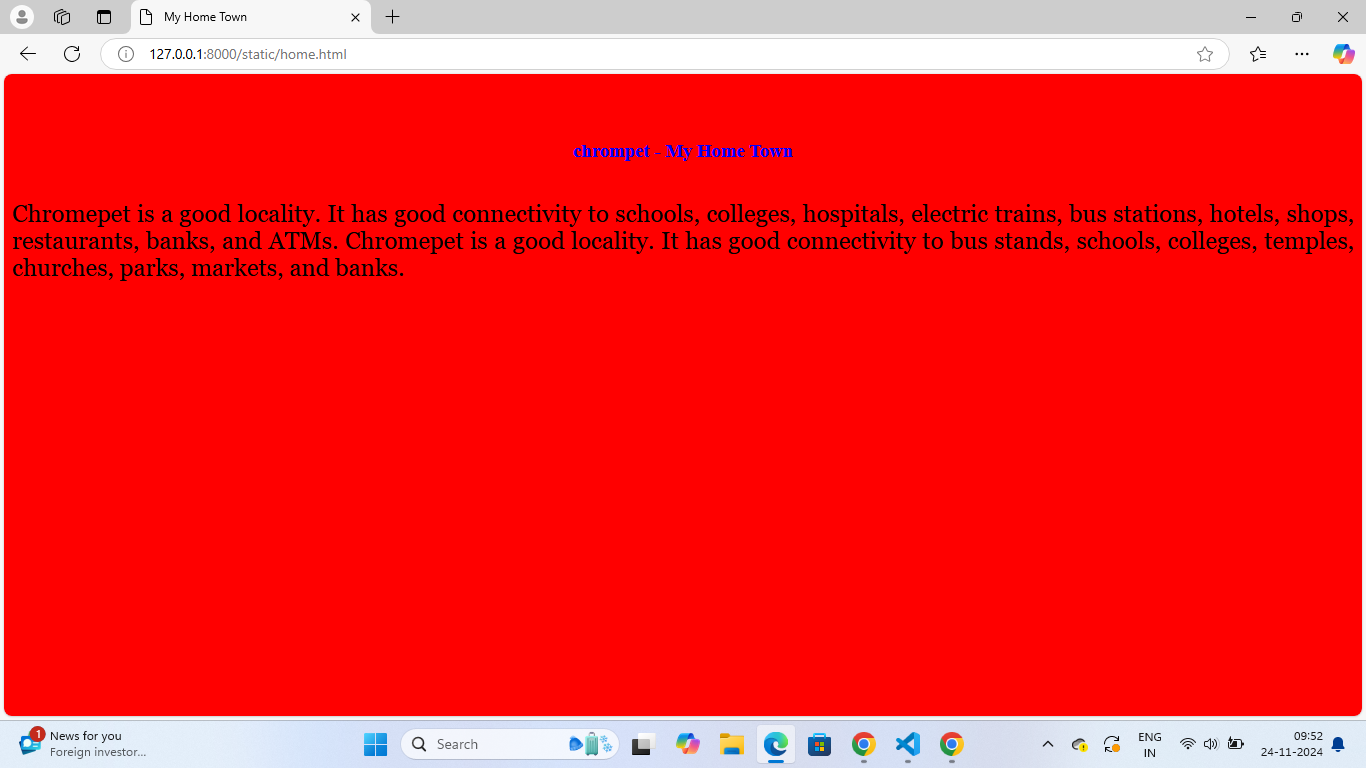 My Home Town
127.0.0.1:8000/static/home.html
chrompet - My Home Town
Chromepet is a good locality. It has good connectivity to schools, colleges, hospitals, electric trains, bus stations, hotels, shops,
restaurants, banks, and ATMs. Chromepet is a good locality. It has good connectivity to bus stands, schools, colleges, temples,
churches, parks, markets, and banks.
1
News for you
Foreign investor...
Search
ENG
IN
09:52
24-11-2024